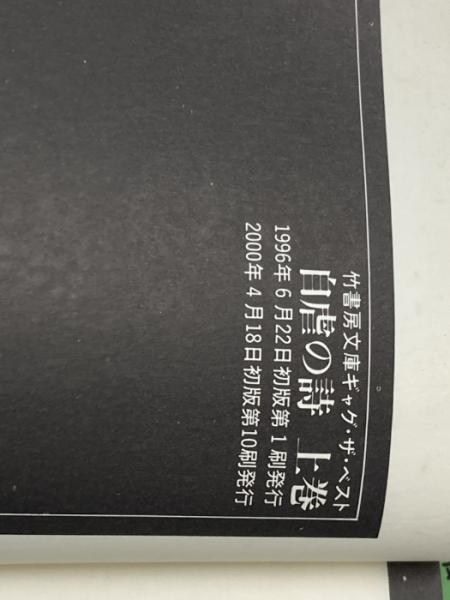 竹書房文庫ギャグ・ザ・ベスト
自虐の詩 上巻
1996年6月22日初版第1刷発行
2000年4月18日初版第10刷発行